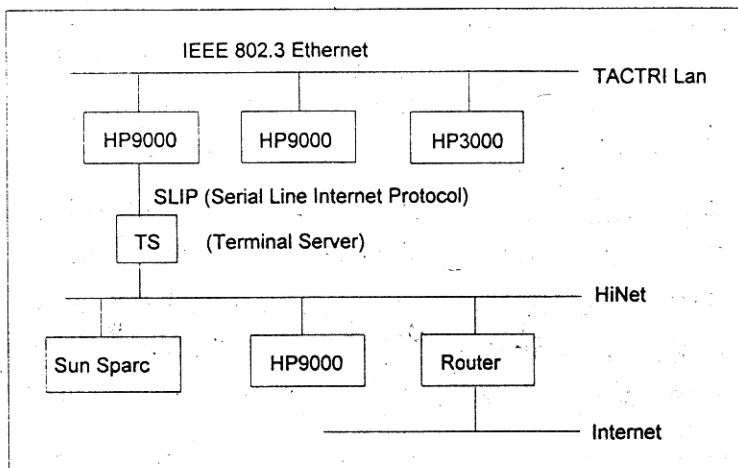 IEEE 802.3 Ethernet
TACTRI Lan
HP9000 HP9000 HP3000
SLIP (Serial Line Internet Protocol)
TS (Terminal Server)
HiNet
Sun Sparc HP9000 Router
Internet